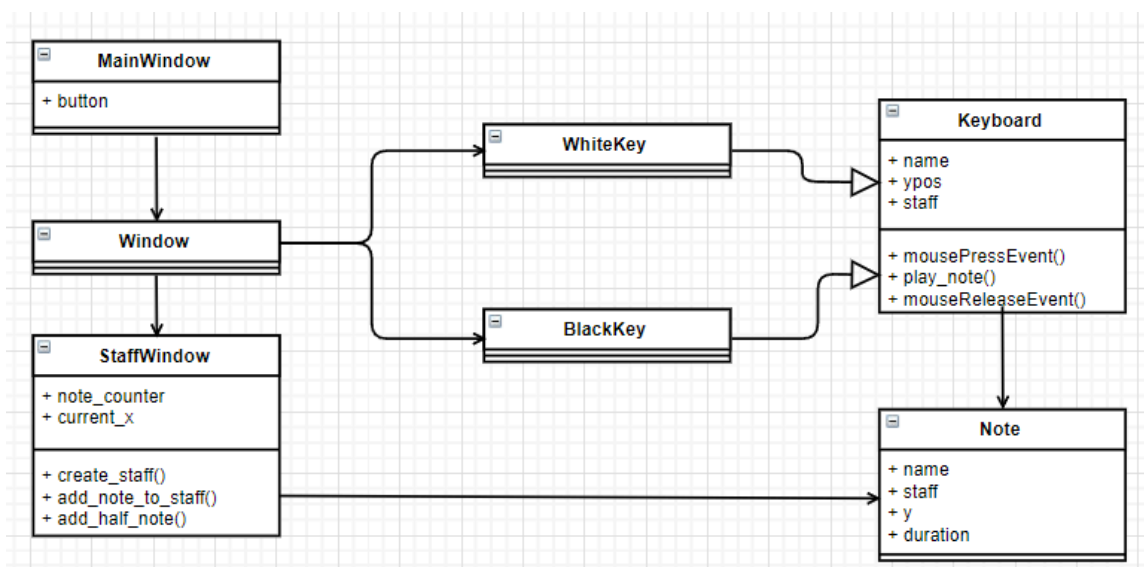 MainWindow
+ button
Window
StaffWindow
+ note_counter
+ current_x
+ create_staff()
+ add_note_to_staff()
+ add_half_note()
WhiteKey
BlackKey
Keyboard
+ name
+ ypos
+ staff
+ mousePressEvent()
+ play_note()
+ mouseReleaseEvent()
Note
+ name
+ staff
+ y
+ duration